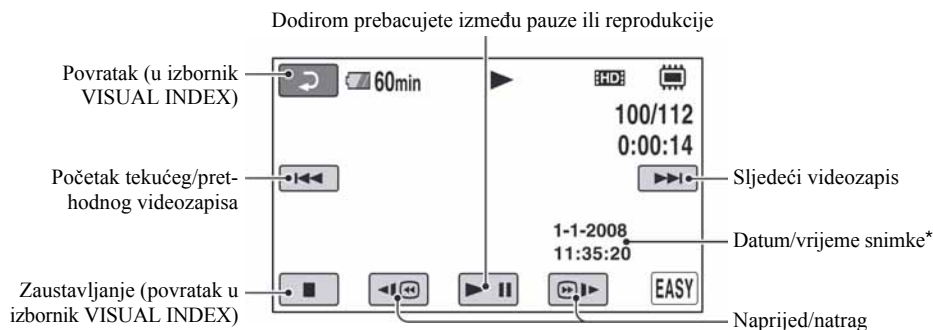 Dodirom prebacujete između pauze ili reprodukcije
Povratak (u izbornik
VISUAL INDEX)
60min
HD
100/112
0:00:14
Početak tekućeg/pret-
hodnog videozapisa
Sljedeći videozapis
1-1-2008
11:35:20
Datum/vrijeme snimke*
Zaustavljanje (povratak u
izbornik VISUAL INDEX)
EASY
Naprijed/natrag